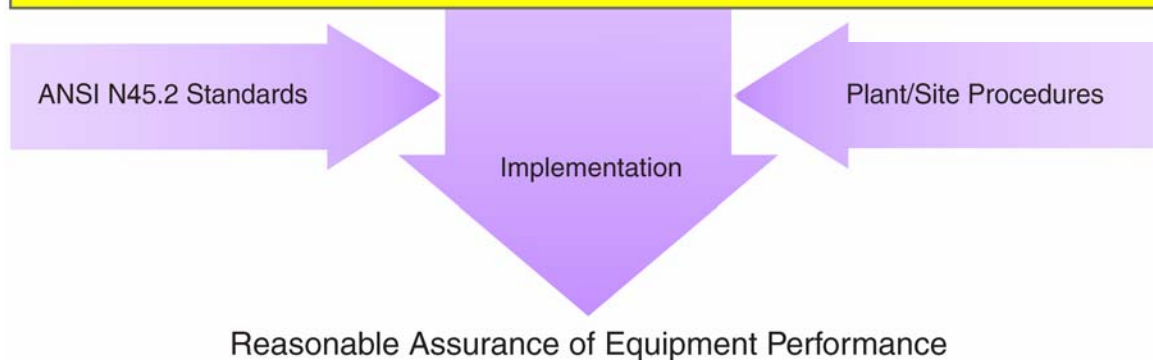 ANSI N45.2 Standards
Plant/Site Procedures
Implementation
Reasonable Assurance of Equipment Performance